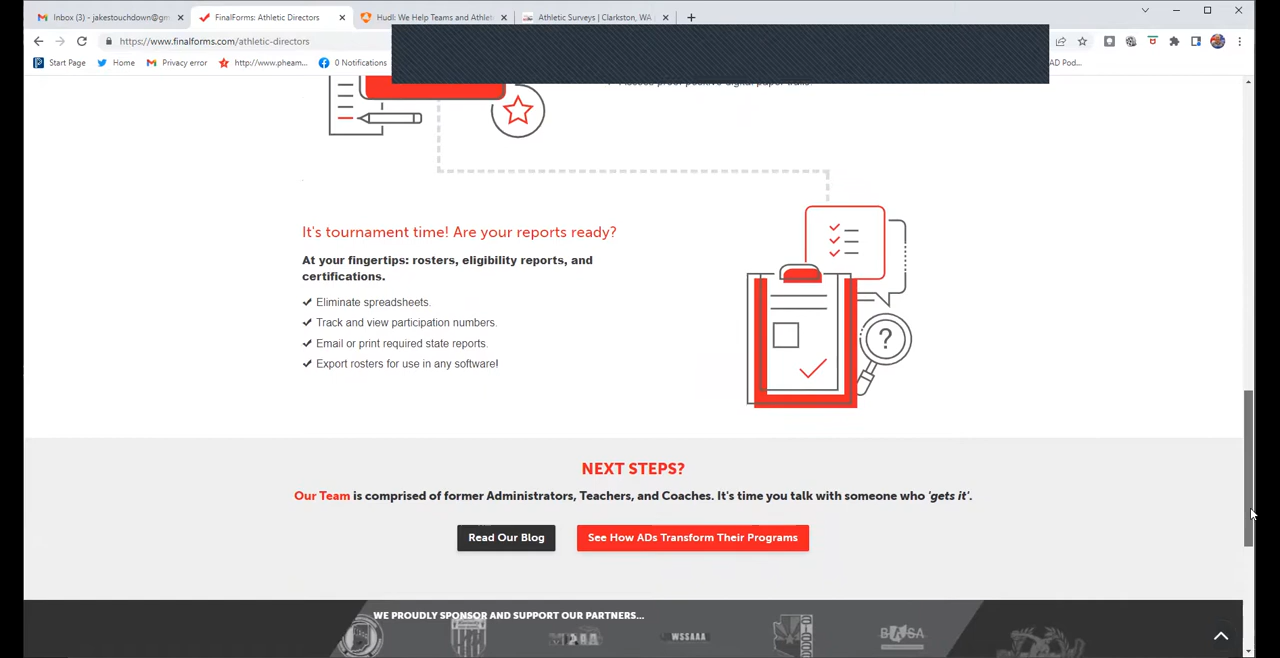 Inbox (3) - jakestouchdown@gm
FinalForms: Athletic Directors
Hudl: We Help Teams and Athlet
Athletic Surveys | Clarkston, WA
https://www.finalforms.com/athletic-directors
Start Page
Home
Privacy error
http://www.pheam...
0 Notifications
AD Pod...
It's tournament time! Are your reports ready?
At your fingertips: rosters, eligibility reports, and
certifications.
Eliminate spreadsheets.
Track and view participation numbers.
Email or print required state reports.
Export rosters for use in any software!
?
NEXT STEPS?
Our Team is comprised of former Administrators, Teachers, and Coaches. It's time you talk with someone who 'gets it'.
Read Our Blog
See How ADs Transform Their Programs
WE PROUDLY SPONSOR AND SUPPORT OUR PARTNERS...
WSSAAA
BASA